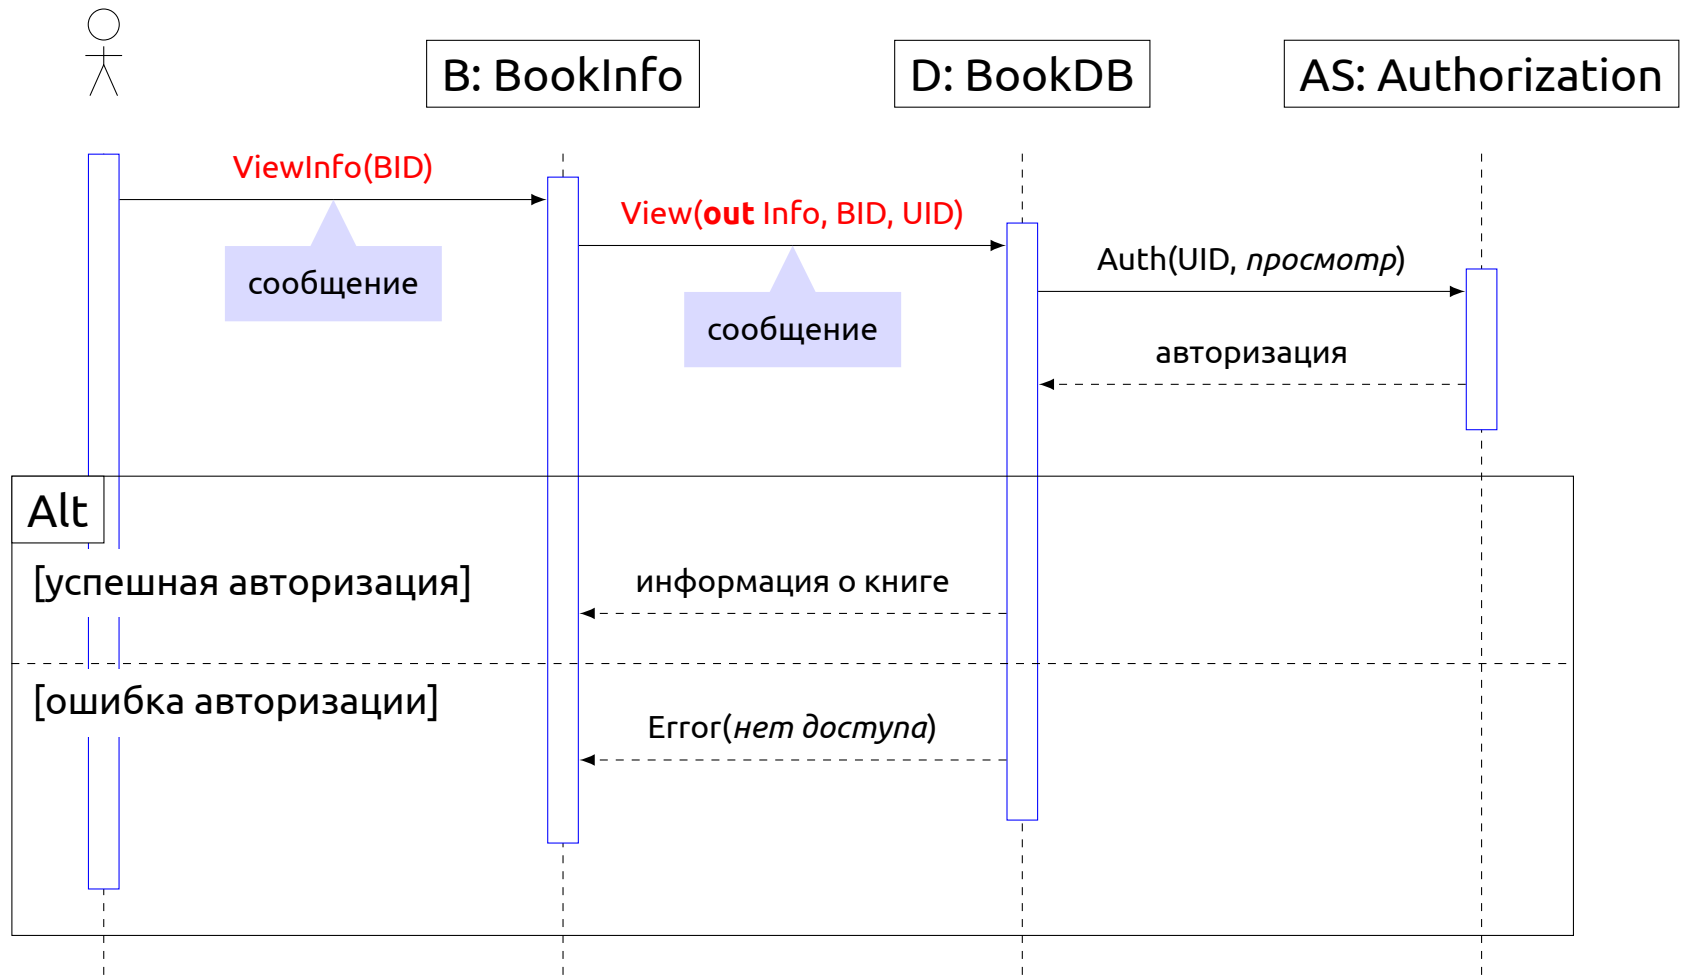 B: BookInfo
D: BookDB
AS: Authorization
ViewInfo(BID)
View(out Info, BID, UID)
Auth(UID, просмотр)
сообщение
сообщение
авторизация
Alt
[успешная авторизация]
информация о книге
[ошибка авторизации]
Error(нет доступа)